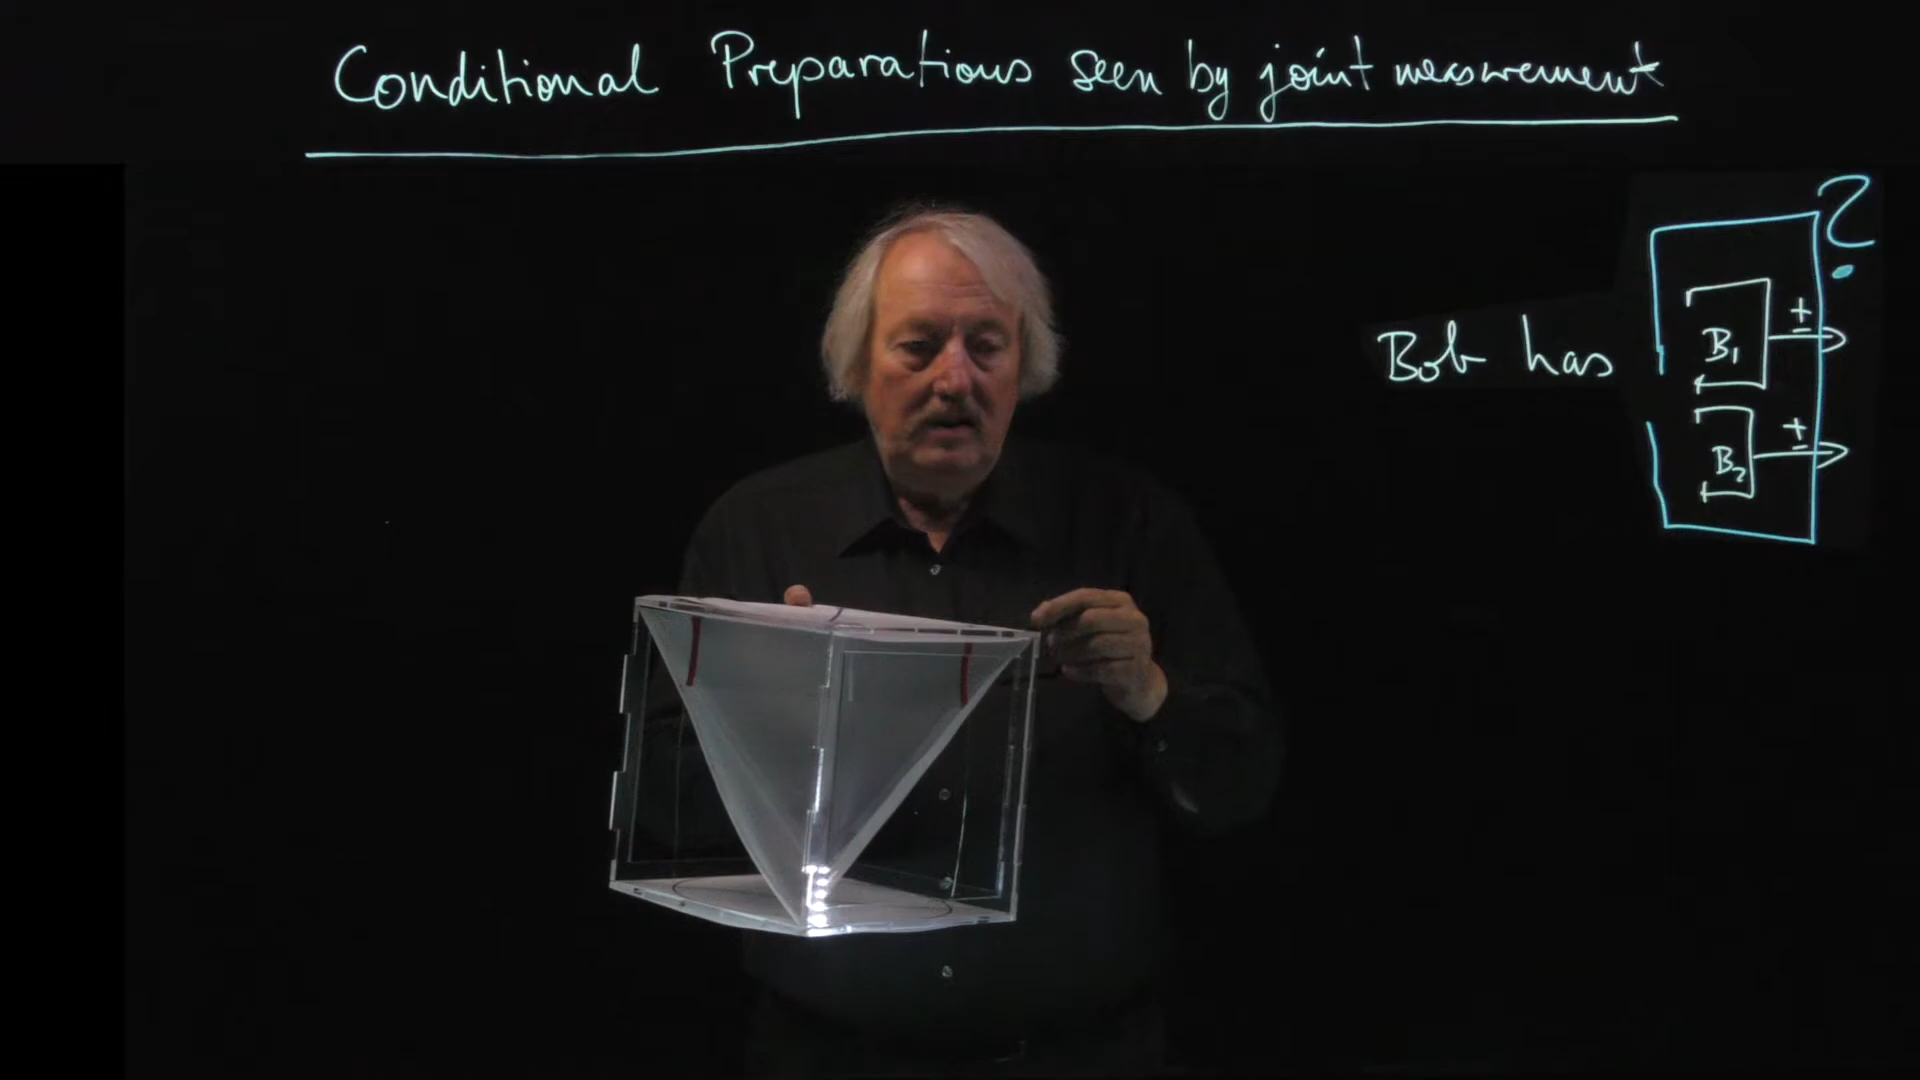 Conditional Preparations seen by joint measurement
?
Bob has
B₁ ±
B₂ ±